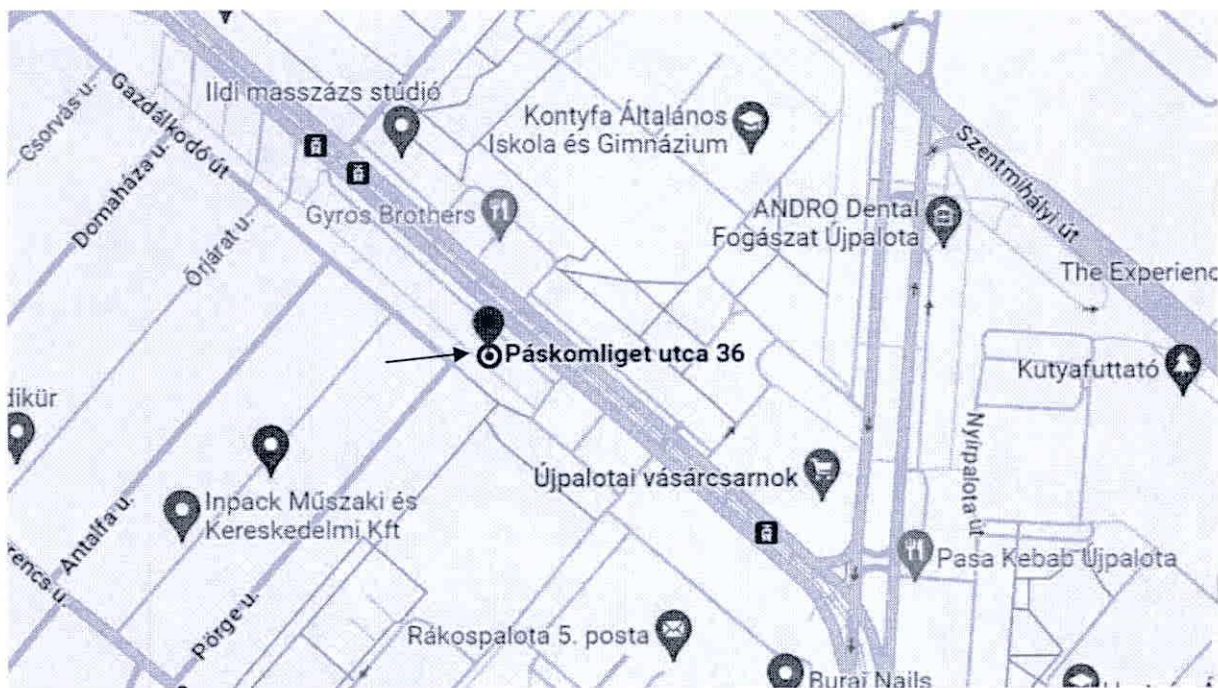 Ildi masszázs stúdió
Csorvás u.
Gazdálkodó út
Kontyfa Általános
Iskola és Gimnázium
Szentmihályi út
Domaháza u.
Gyros Brothers
ANDRO Dental
Fogászat Újpalota
Őrjárat u.
The Experienc
Páskomliget utca 36
Kutyafuttató
dikür
Nyírpalota út
Újpalotai vásárcsarnok
Inpack Műszaki és
Kereskedelmi Kft
Antalfa u.
Pasa Kebab Újpalota
rencs u.
Pörge u.
Rákospalota 5. posta
Burai Nails